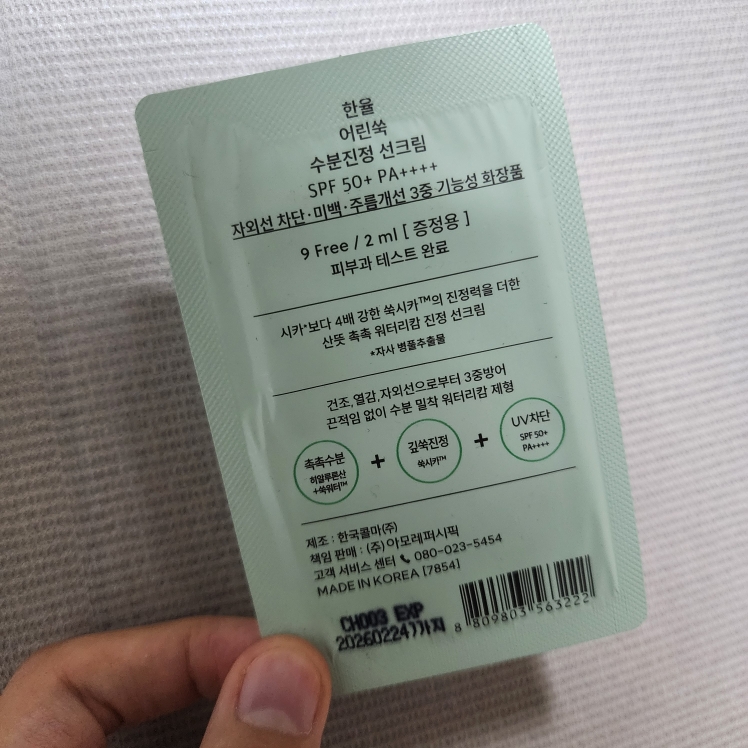 한율
어린쑥
수분진정 선크림
SPF 50+ PA++++
자외선 차단·미백·주름개선 3중 기능성 화장품
9 Free / 2 ml [ 증정용 ]
피부과 테스트 완료
시카*보다 4배 강한 쑥시카™의 진정력을 더한
산뜻 촉촉 워터리캄 진정 선크림
*자사 병풀추출물
건조,열감,자외선으로부터 3중방어
끈적임 없이 수분 밀착 워터리캄 제형
촉촉수분
히알루론산
+쑥워터™
+
깊쑥진정
쑥시카™
+
UV차단
SPF 50+
PA++++
제조 : 한국콜마(주)
책임 판매 : (주)아모레퍼시픽
고객 서비스 센터 📞 080-023-5454
MADE IN KOREA [7854]
CH003 EXP
20260224까지
8 809803 563222